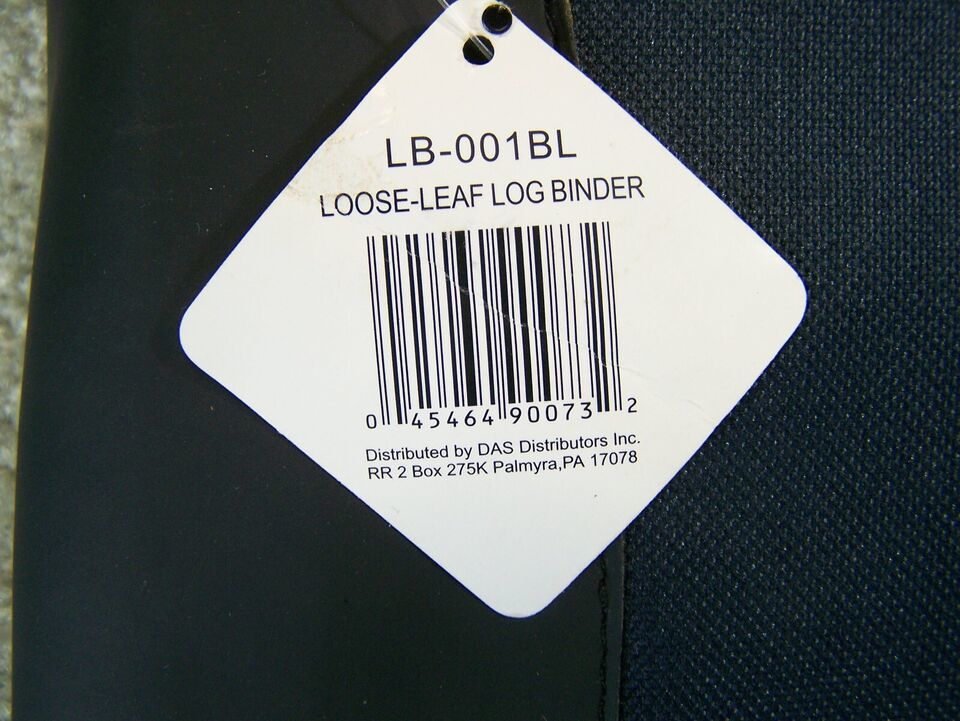 LB-001BL
LOOSE-LEAF LOG BINDER
0 45464 90073 2
Distributed by DAS Distributors Inc.
RR 2 Box 275K Palmyra,PA 17078